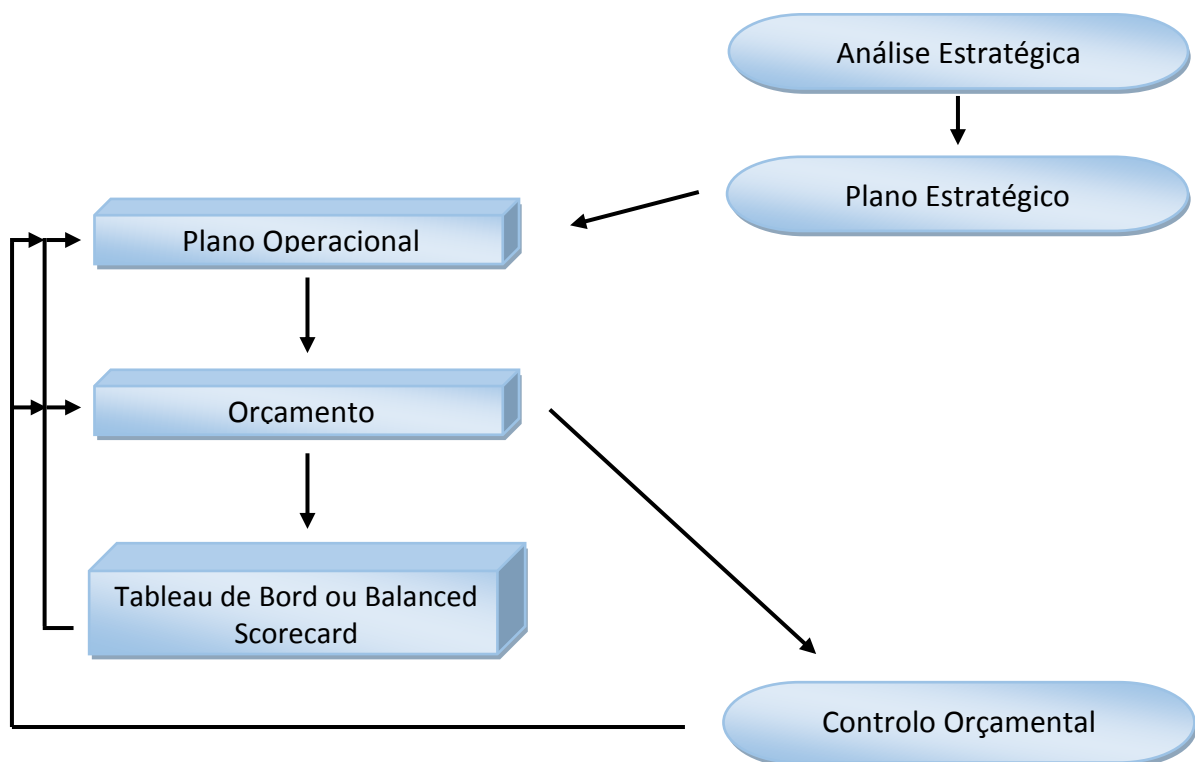 Análise Estratégica
Plano Estratégico
Plano Operacional
Orçamento
Tableau de Bord ou Balanced
Scorecard
Controlo Orçamental